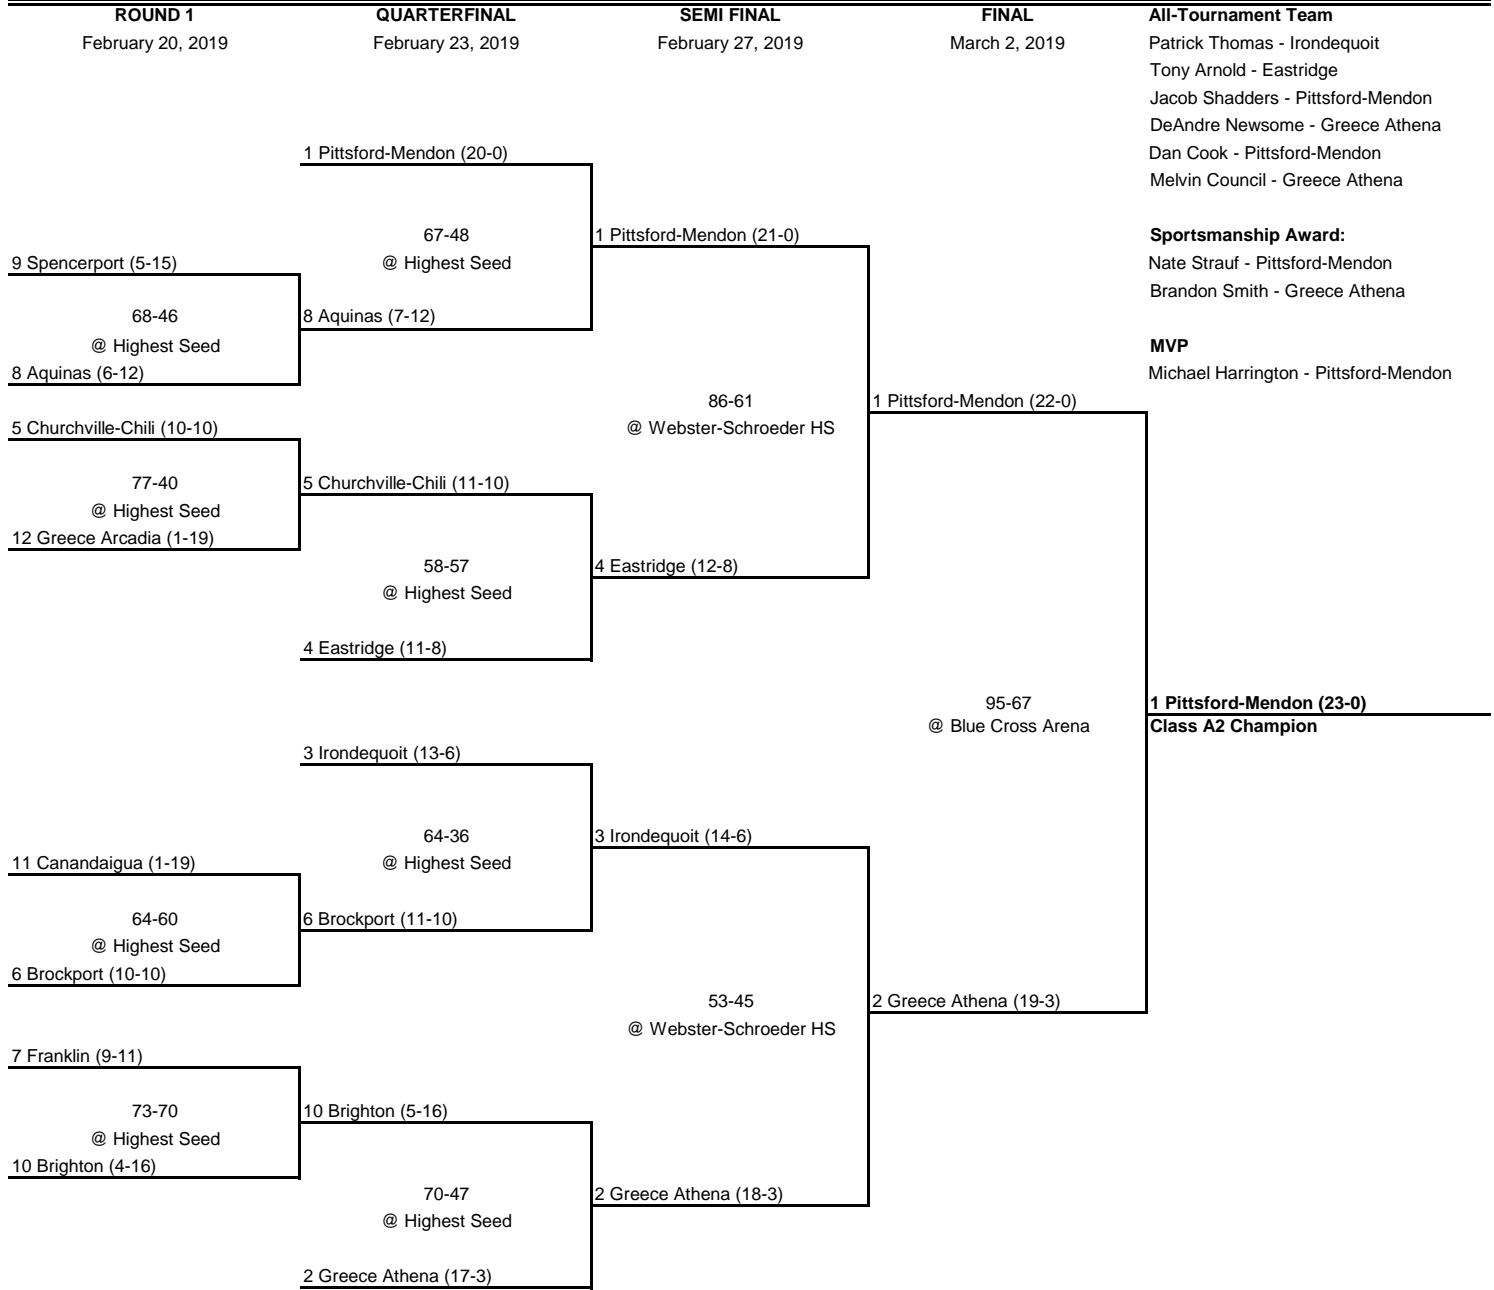 ROUND 1
February 20, 2019
QUARTERFINAL
February 23, 2019
SEMI FINAL
February 27, 2019
FINAL
March 2, 2019
All-Tournament Team
Patrick Thomas - Irondequoit
Tony Arnold - Eastridge
Jacob Shadders - Pittsford-Mendon
DeAndre Newsome - Greece Athena
Dan Cook - Pittsford-Mendon
Melvin Council - Greece Athena
Sportsmanship Award:
Nate Strauf - Pittsford-Mendon
Brandon Smith - Greece Athena
MVP
Michael Harrington - Pittsford-Mendon
9 Spencerport (5-15)
68-46
@ Highest Seed
8 Aquinas (6-12)
5 Churchville-Chili (10-10)
77-40
@ Highest Seed
12 Greece Arcadia (1-19)
11 Canandaigua (1-19)
64-60
@ Highest Seed
6 Brockport (10-10)
7 Franklin (9-11)
73-70
@ Highest Seed
10 Brighton (4-16)
1 Pittsford-Mendon (20-0)
67-48
@ Highest Seed
8 Aquinas (7-12)
5 Churchville-Chili (11-10)
58-57
@ Highest Seed
4 Eastridge (11-8)
3 Irondequoit (13-6)
64-36
@ Highest Seed
6 Brockport (11-10)
10 Brighton (5-16)
70-47
@ Highest Seed
2 Greece Athena (17-3)
1 Pittsford-Mendon (21-0)
86-61
@ Webster-Schroeder HS
4 Eastridge (12-8)
3 Irondequoit (14-6)
53-45
@ Webster-Schroeder HS
2 Greece Athena (18-3)
1 Pittsford-Mendon (22-0)
95-67
@ Blue Cross Arena
2 Greece Athena (19-3)
1 Pittsford-Mendon (23-0)
Class A2 Champion